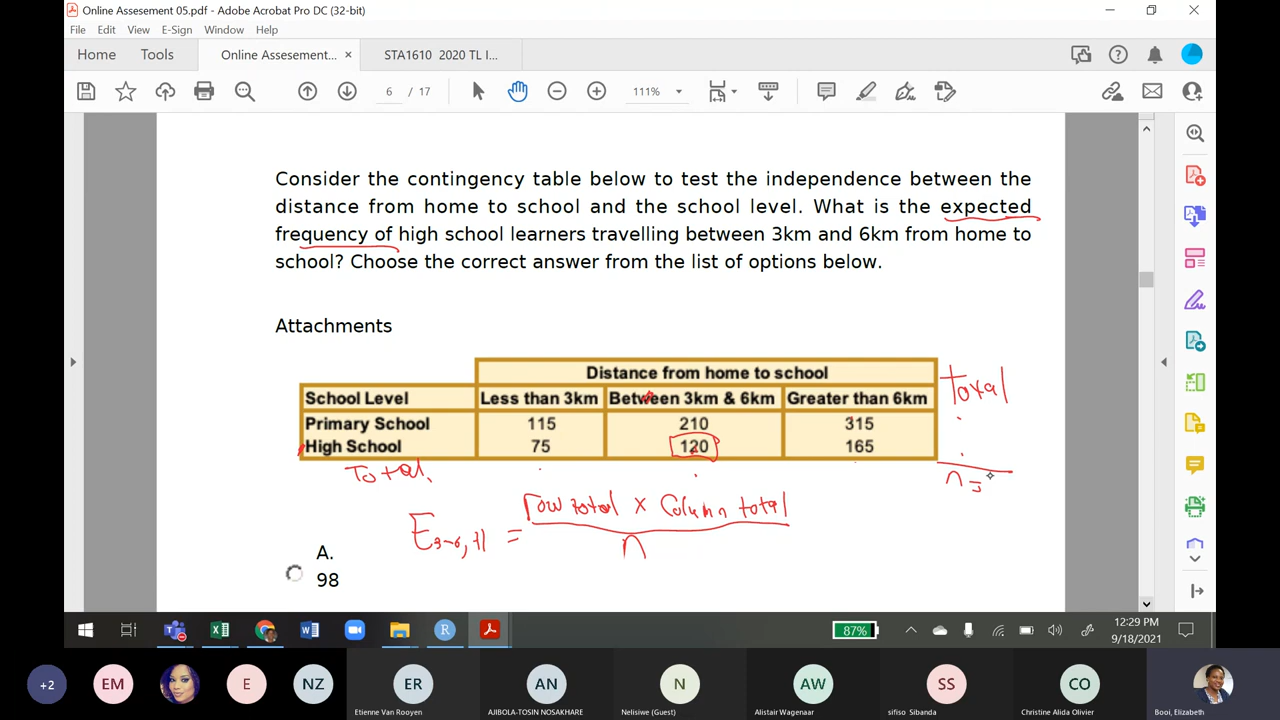 Online Assesement 05.pdf - Adobe Acrobat Pro DC (32-bit)
File Edit View E-Sign Window Help
Home Tools Online Assesement... × STA1610 2020 TL I...
6 / 17 111%
Consider the contingency table below to test the independence between the
distance from home to school and the school level. What is the expected
frequency of high school learners travelling between 3km and 6km from home to
school? Choose the correct answer from the list of options below.
Attachments
Distance from home to school
School Level Less than 3km Between 3km & 6km Greater than 6km Total
Primary School 115 210 315
High School 75 120 165
Total n =
E3-6, H = row total x Column total
n
A.
98
87% 12:29 PM
9/18/2021
+2 EM E NZ ER AN N AW SS CO Booi, Elizabeth
Etienne Van Rooyen AJIBOLA-TOSIN NOSAKHARE Nelisiwe (Guest) Alistair Wagenaar sifiso Sibanda Christine Alida Olivier